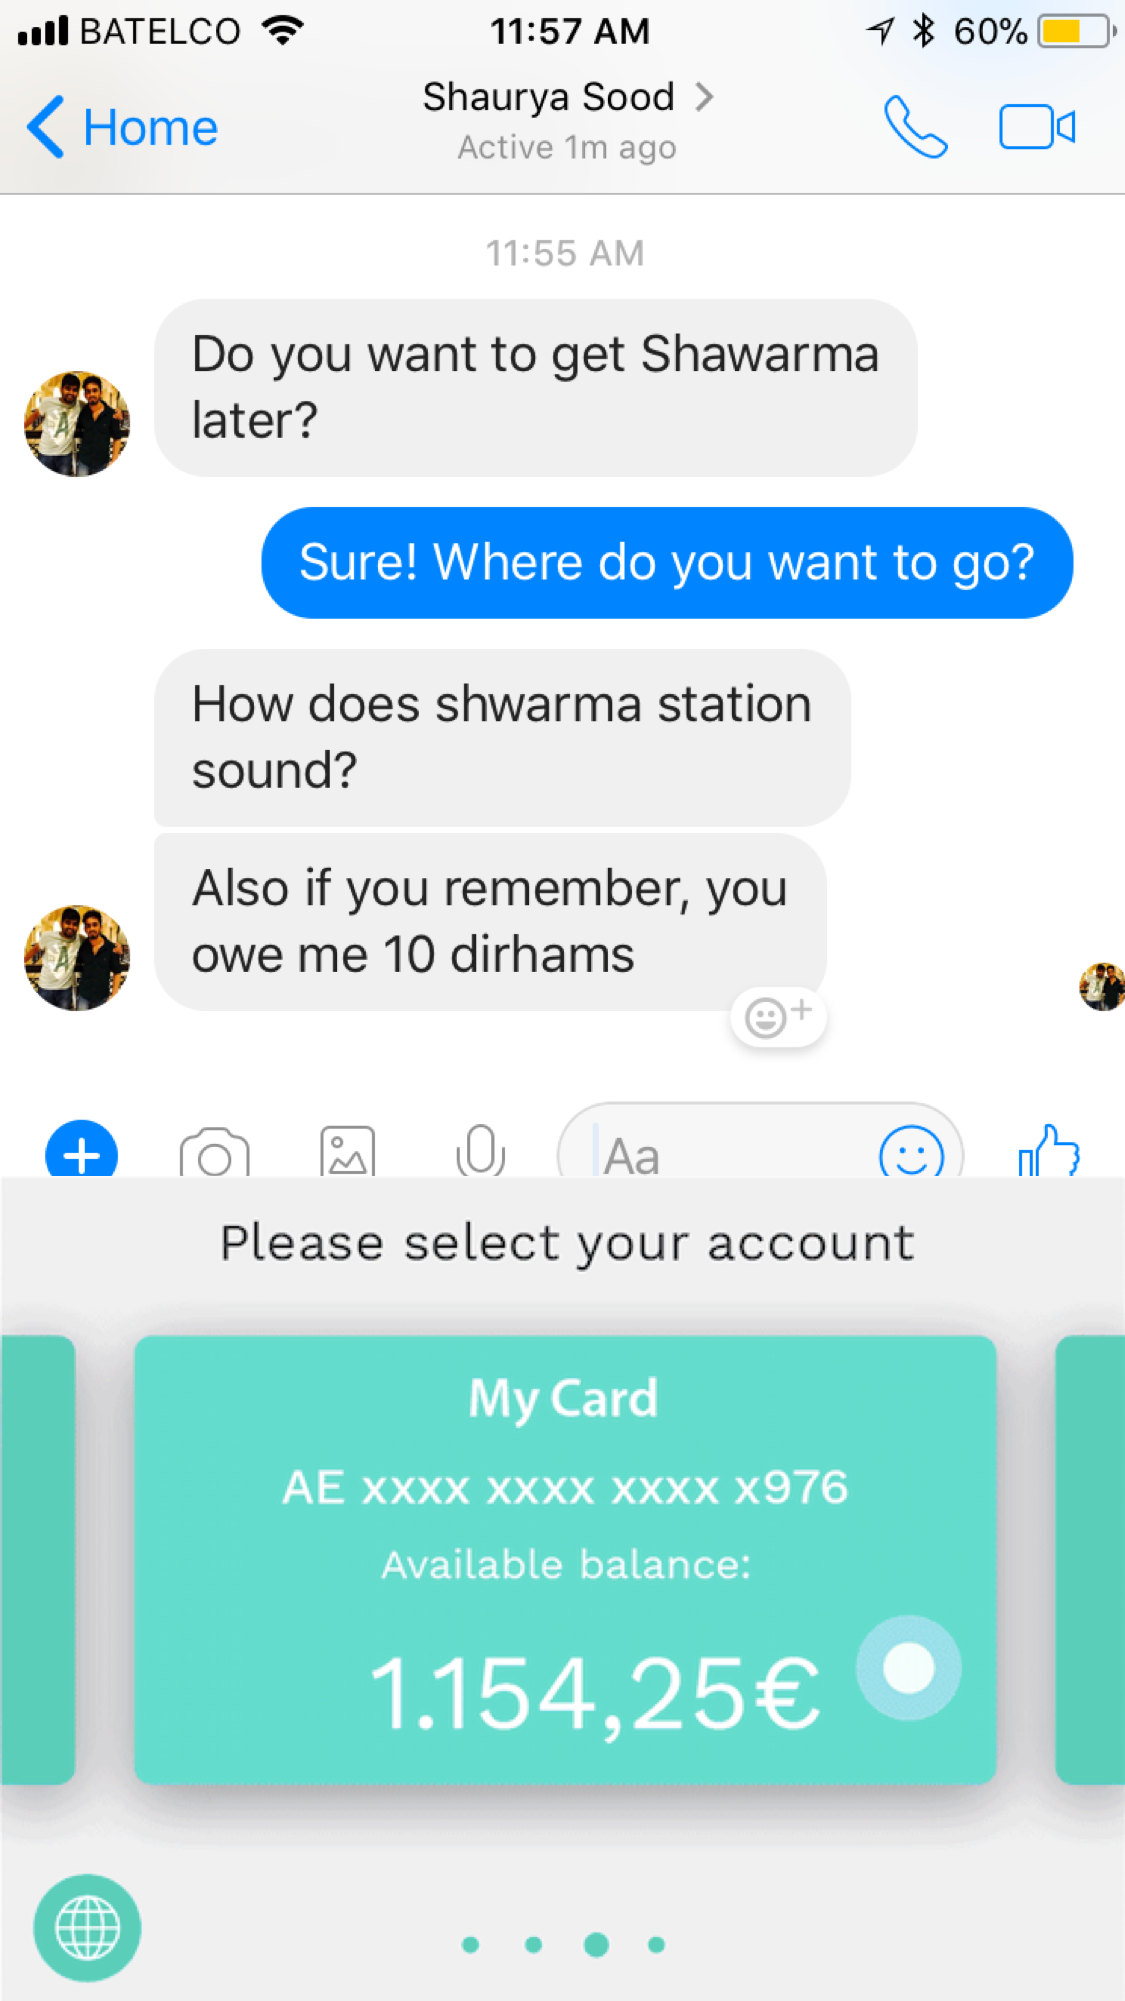 BATELCO 11:57 AM 60%
Home Shaurya Sood
Active 1m ago
11:55 AM
Do you want to get Shawarma
later?
Sure! Where do you want to go?
How does shwarma station
sound?
Also if you remember, you
owe me 10 dirhams
Aa
Please select your account
My Card
AE xxxx xxxx xxxx x976
Available balance:
1.154,25€